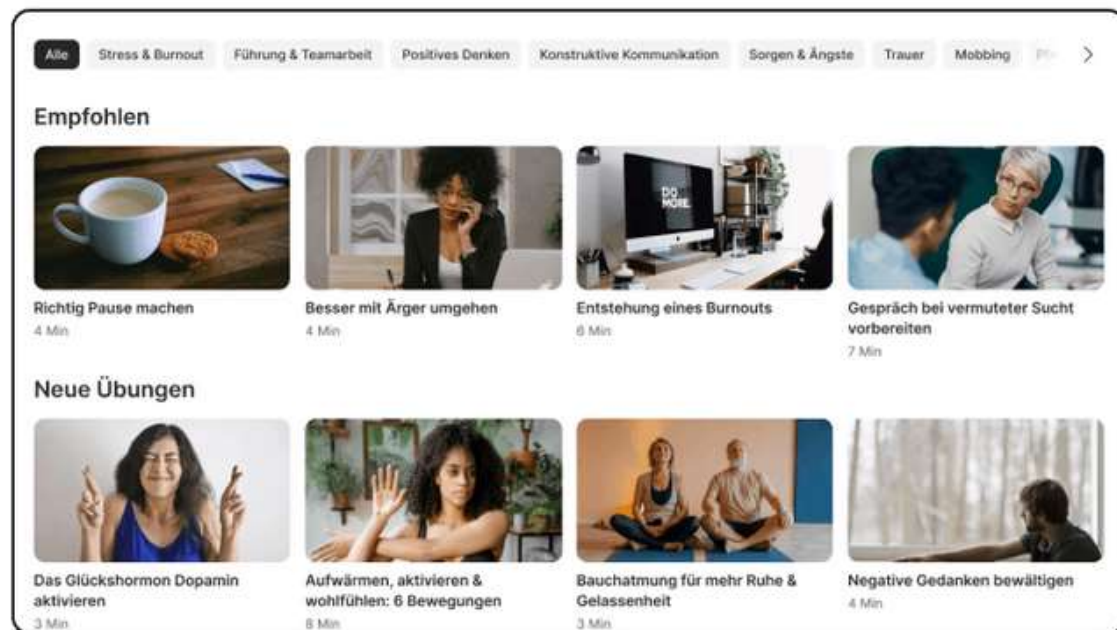 Alle Stress & Burnout Führung & Teamarbeit Positives Denken Konstruktive Kommunikation Sorgen & Ängste Trauer Mobbing
Empfohlen
DO
MORE.
Richtig Pause machen
4 Min
Besser mit Ärger umgehen
4 Min
Entstehung eines Burnouts
6 Min
Gespräch bei vermuteter Sucht
vorbereiten
7 Min
Neue Übungen
Das Glückshormon Dopamin
aktivieren
3 Min
Aufwärmen, aktivieren &
wohlfühlen: 6 Bewegungen
8 Min
Bauchatmung für mehr Ruhe &
Gelassenheit
3 Min
Negative Gedanken bewältigen
4 Min